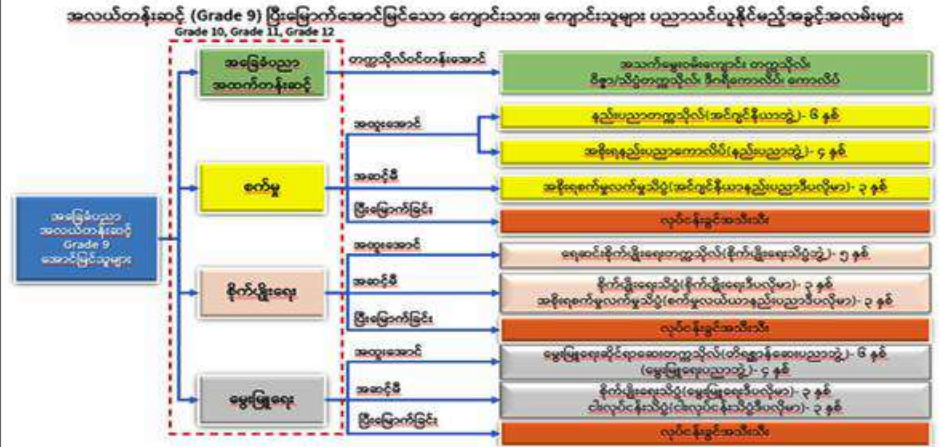 အလယ်တန်းဆင့် (Grade 9) ပြီးမြောက်အောင်မြင်သော ကျောင်းသား၊ ကျောင်းသူများ ပညာသင်ယူနိုင်မည့်အခွင့်အလမ်းများ
Grade 10, Grade 11, Grade 12
အခြေခံပညာ
အလယ်တန်းဆင့်
Grade 9
အောင်မြင်သူများ
အခြေခံပညာ
အထက်တန်းဆင့်
တက္ကသိုလ်ဝင်တန်းအောင်
အသက်မွေးဝမ်းကျောင်း တက္ကသိုလ်၊
ဝိဇ္ဇာ/သိပ္ပံတက္ကသိုလ်၊ ဒီဂရီကောလိပ်၊ ကောလိပ်
စက်မှု
အထူးအောင်
နည်းပညာတက္ကသိုလ်(အင်ဂျင်နီယာဘွဲ့)- ၆ နှစ်
အစိုးရနည်းပညာကောလိပ်(နည်းပညာဘွဲ့)- ၄ နှစ်
အဆင့်မီ
အစိုးရစက်မှုလက်မှုသိပ္ပံ(အင်ဂျင်နီယာနည်းပညာဒီပလိုမာ)- ၃ နှစ်
ပြီးမြောက်ခြင်း
လုပ်ငန်းခွင်အသီးသီး
စိုက်ပျိုးရေး
အထူးအောင်
ရေဆင်းစိုက်ပျိုးရေးတက္ကသိုလ်(စိုက်ပျိုးရေးသိပ္ပံဘွဲ့)- ၅ နှစ်
အဆင့်မီ
စိုက်ပျိုးရေးသိပ္ပံ(စိုက်ပျိုးရေးဒီပလိုမာ)- ၃ နှစ်
အစိုးရစက်မှုလက်မှုသိပ္ပံ(စက်မှုလယ်ယာနည်းပညာဒီပလိုမာ)- ၃ နှစ်
ပြီးမြောက်ခြင်း
လုပ်ငန်းခွင်အသီးသီး
မွေးမြူရေး
အထူးအောင်
မွေးမြူရေးဆိုင်ရာဆေးတက္ကသိုလ်(တိရစ္ဆာန်ဆေးပညာဘွဲ့)- ၆ နှစ်
(မွေးမြူရေးပညာဘွဲ့)- ၄ နှစ်
အဆင့်မီ
စိုက်ပျိုးရေးသိပ္ပံ(မွေးမြူရေးဒီပလိုမာ)- ၃ နှစ်
ငါးလုပ်ငန်းသိပ္ပံ(ငါးလုပ်ငန်းသိပ္ပံဒီပလိုမာ)- ၃ နှစ်
ပြီးမြောက်ခြင်း
လုပ်ငန်းခွင်အသီးသီး